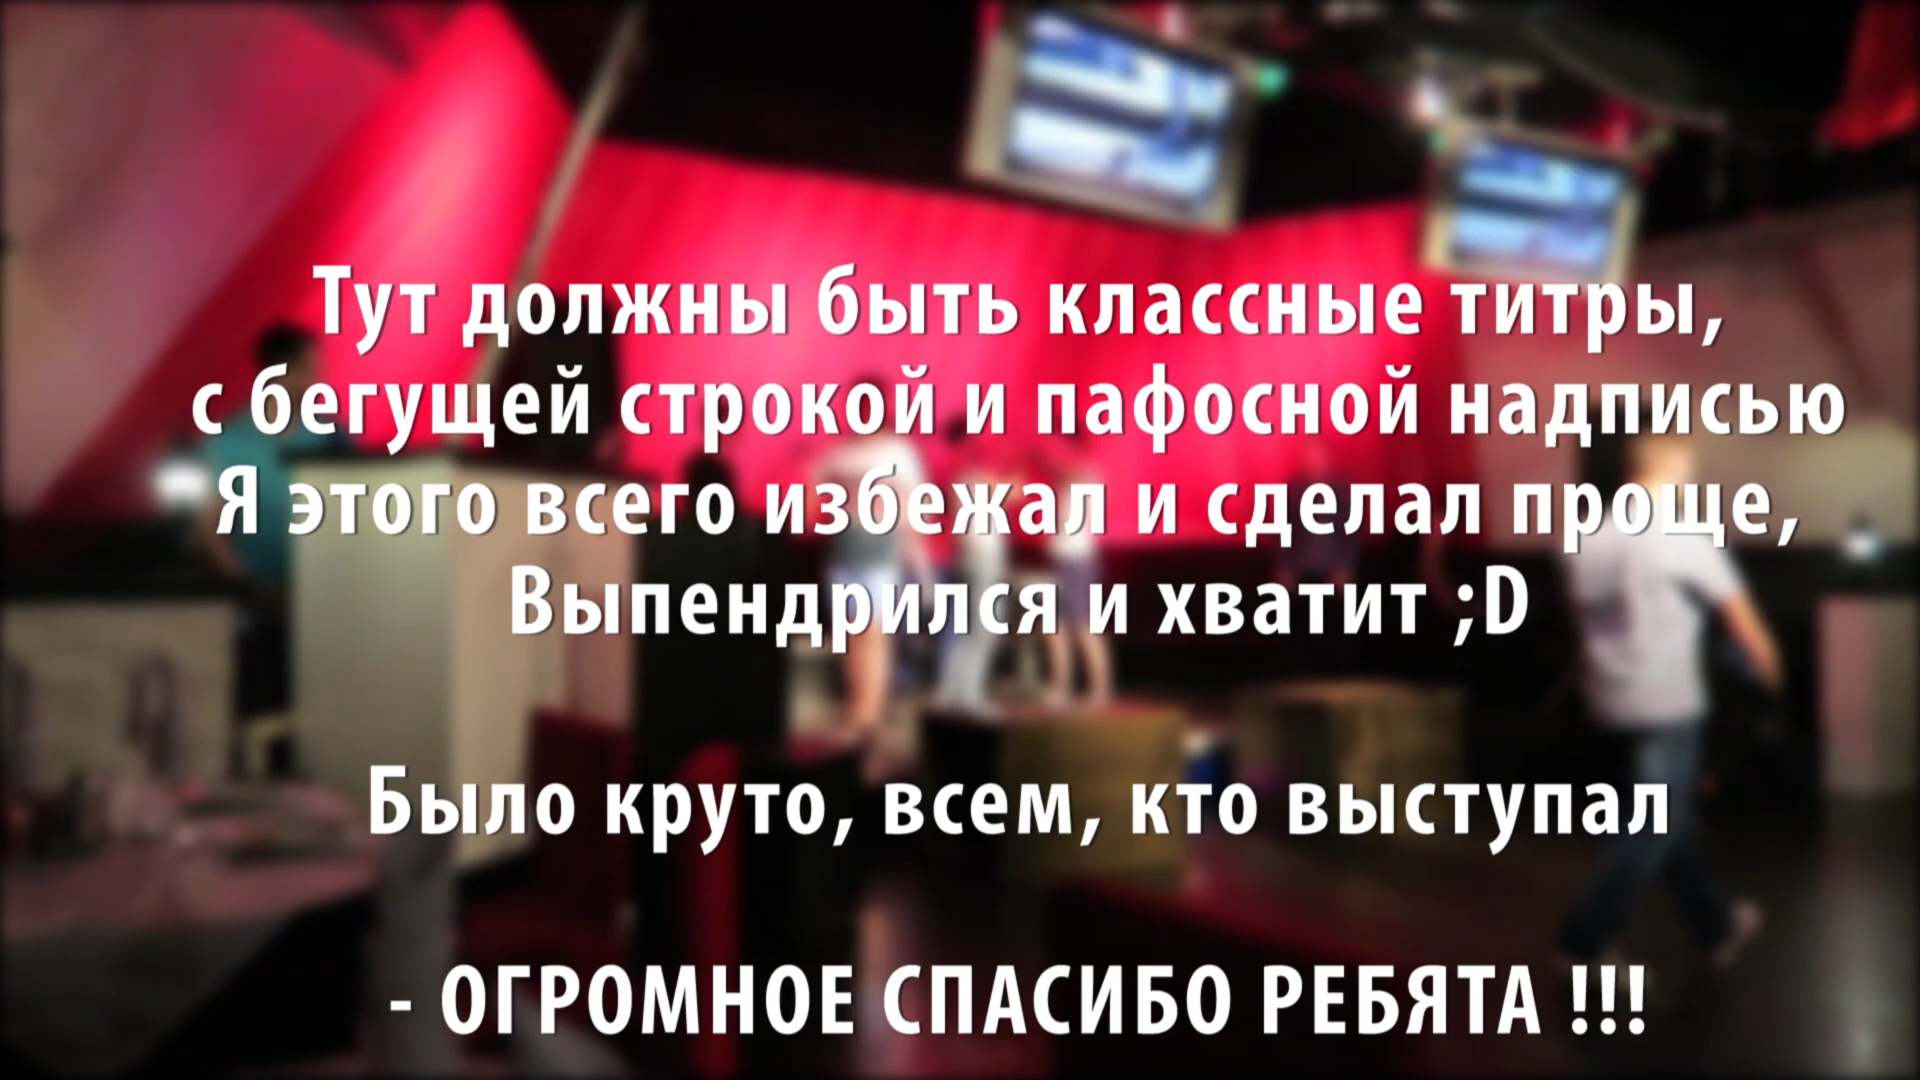 Тут должны быть классные титры,
с бегущей строкой и пафосной надписью
Я этого всего избежал и сделал проще,
Выпендрился и хватит ;D
Было круто, всем, кто выступал
- ОГРОМНОЕ СПАСИБО РЕБЯТА !!!